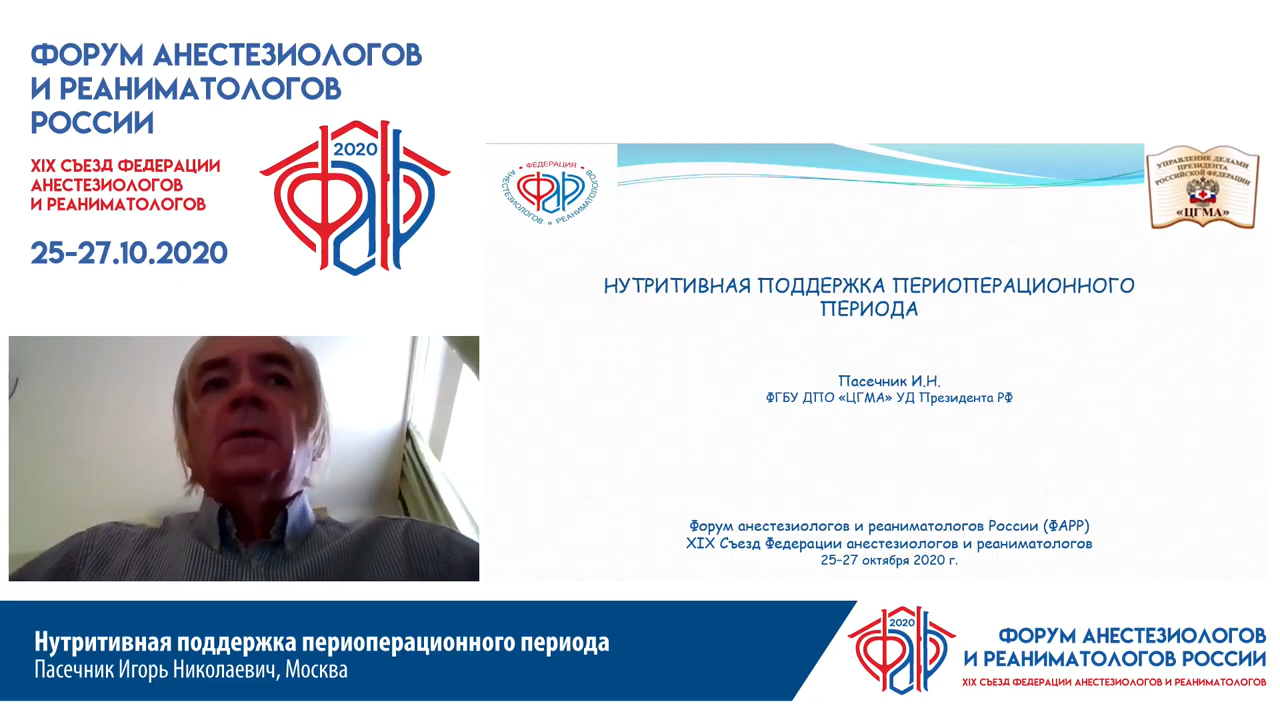 ФОРУМ АНЕСТЕЗИОЛОГОВ
И РЕАНИМАТОЛОГОВ
РОССИИ
XIX СЪЕЗД ФЕДЕРАЦИИ
АНЕСТЕЗИОЛОГОВ
И РЕАНИМАТОЛОГОВ
25-27.10.2020
2020
ФАР
ФЕДЕРАЦИЯ
АНЕСТЕЗИОЛОГОВ И РЕАНИМАТОЛОГОВ
ФАР
УПРАВЛЕНИЕ ДЕЛАМИ
ПРЕЗИДЕНТА
РОССИЙСКОЙ ФЕДЕРАЦИИ
«ЦГМА»
НУТРИТИВНАЯ ПОДДЕРЖКА ПЕРИОПЕРАЦИОННОГО
ПЕРИОДА
Пасечник И.Н.
ФГБУ ДПО «ЦГМА» УД Президента РФ
Форум анестезиологов и реаниматологов России (ФАРР)
XIX Съезд Федерации анестезиологов и реаниматологов
25–27 октября 2020 г.
Нутритивная поддержка периоперационного периода
Пасечник Игорь Николаевич, Москва
2020
ФАР
ФОРУМ АНЕСТЕЗИОЛОГОВ
И РЕАНИМАТОЛОГОВ РОССИИ
XIX СЪЕЗД ФЕДЕРАЦИИ АНЕСТЕЗИОЛОГОВ И РЕАНИМАТОЛОГОВ